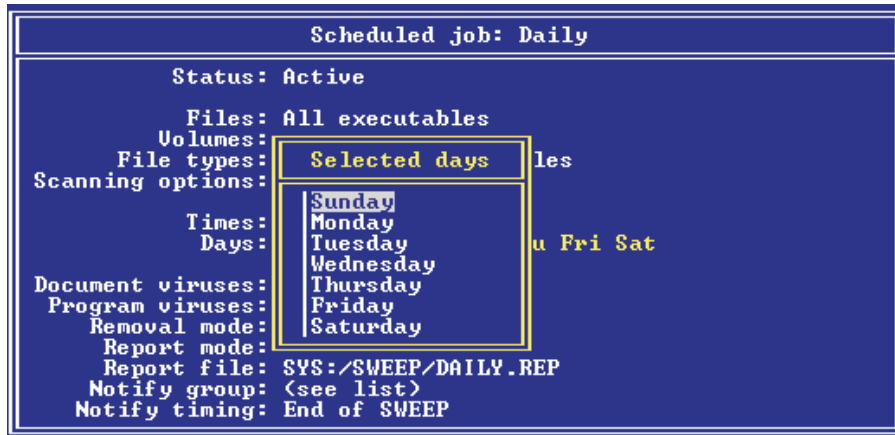 Scheduled job: Daily
Status: Active
Files: All executables
Volumes:
File types: les
Scanning options:
Times:
Days: u Fri Sat
Selected days
Sunday
Monday
Tuesday
Wednesday
Thursday
Friday
Saturday
Document viruses:
Program viruses:
Removal mode:
Report mode:
Report file: SYS:/SWEEP/DAILY.REP
Notify group: (see list)
Notify timing: End of SWEEP